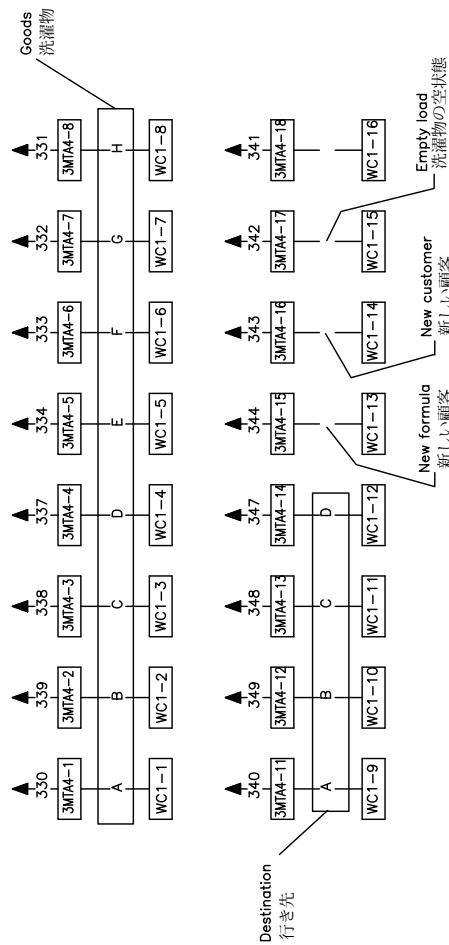 Goods
洗濯物
330 339 338 337 334 333 332 331
3MTA4-1 3MTA4-2 3MTA4-3 3MTA4-4 3MTA4-5 3MTA4-6 3MTA4-7 3MTA4-8
A B C D E F G H
WC1-1 WC1-2 WC1-3 WC1-4 WC1-5 WC1-6 WC1-7 WC1-8
340 349 348 347 344 343 342 341
3MTA4-11 3MTA4-12 3MTA4-13 3MTA4-14 3MTA4-15 3MTA4-16 3MTA4-17 3MTA4-18
A B C D
WC1-9 WC1-10 WC1-11 WC1-12 WC1-13 WC1-14 WC1-15 WC1-16
Destination
行き先
New formula
新しい顧客
New customer
新しい顧客
Empty load
洗濯物の空状態